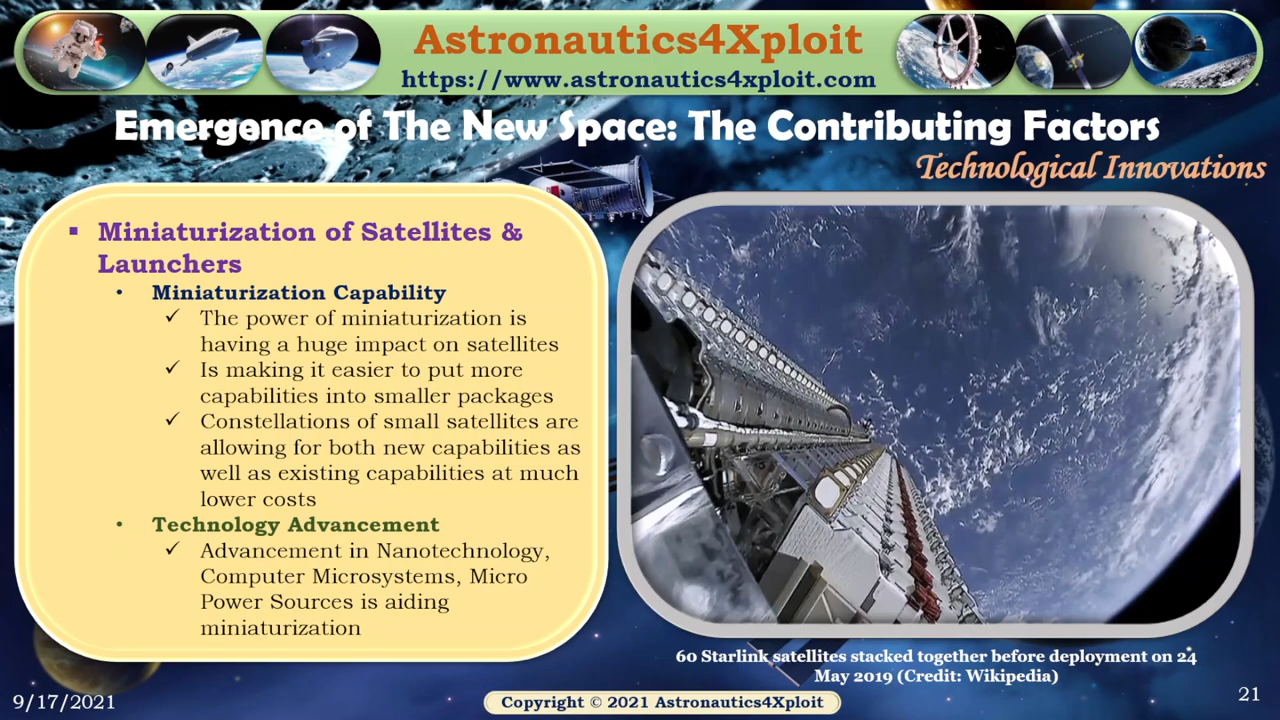 Astronautics4Xploit
https://www.astronautics4xploit.com
Emergence of The New Space: The Contributing Factors
Technological Innovations
▪ Miniaturization of Satellites &
Launchers
• Miniaturization Capability
✓ The power of miniaturization is
having a huge impact on satellites
✓ Is making it easier to put more
capabilities into smaller packages
✓ Constellations of small satellites are
allowing for both new capabilities as
well as existing capabilities at much
lower costs
• Technology Advancement
✓ Advancement in Nanotechnology,
Computer Microsystems, Micro
Power Sources is aiding
miniaturization
60 Starlink satellites stacked together before deployment on 24
May 2019 (Credit: Wikipedia)
9/17/2021
Copyright © 2021 Astronautics4Xploit
21